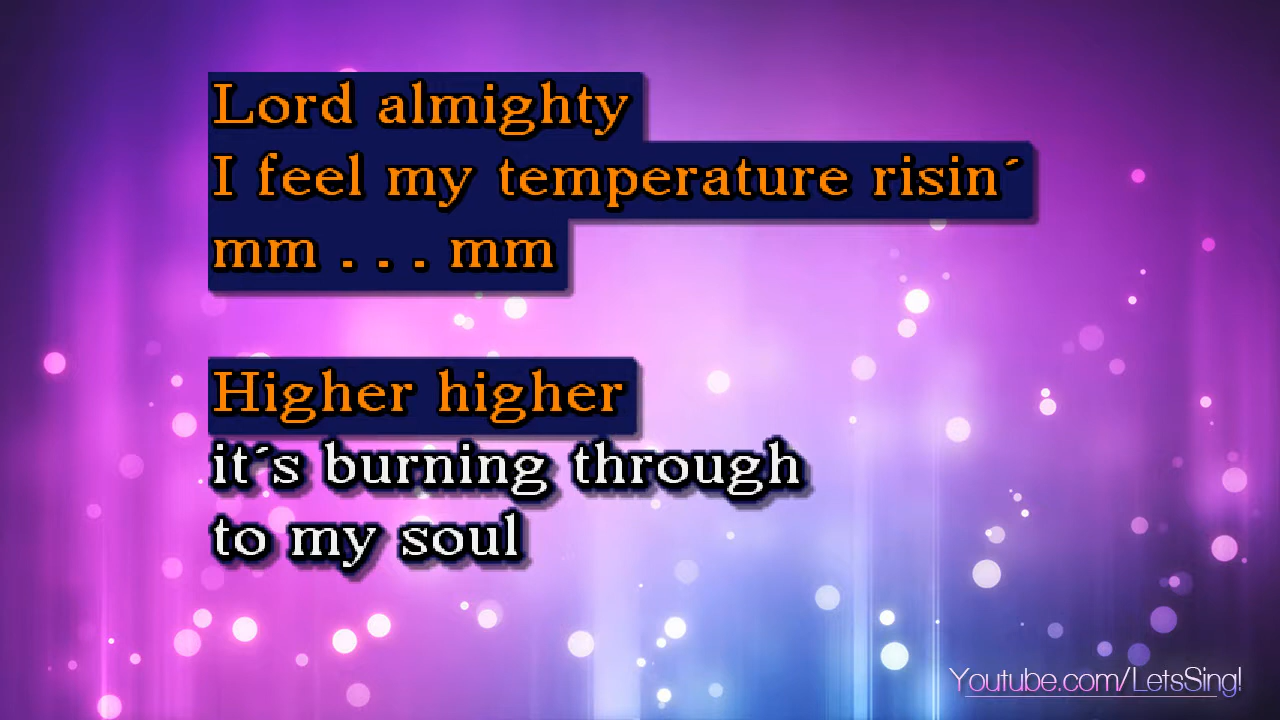 Lord almighty
I feel my temperature risin´
mm . . . mm
Higher higher
it´s burning through
to my soul
Youtube.com/LetsSing!